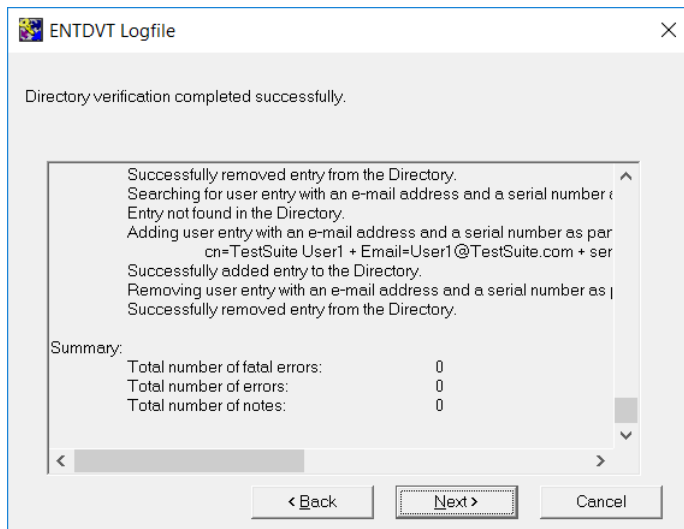 ENTDVT Logfile
Directory verification completed successfully.
Successfully removed entry from the Directory.
Searching for user entry with an e-mail address and a serial number
Entry not found in the Directory.
Adding user entry with an e-mail address and a serial number as par
cn=TestSuite User1 + Email=User1@TestSuite.com + ser
Successfully added entry to the Directory.
Removing user entry with an e-mail address and a serial number as
Successfully removed entry from the Directory.
Summary:
Total number of fatal errors: 0
Total number of errors: 0
Total number of notes: 0
< Back Next > Cancel